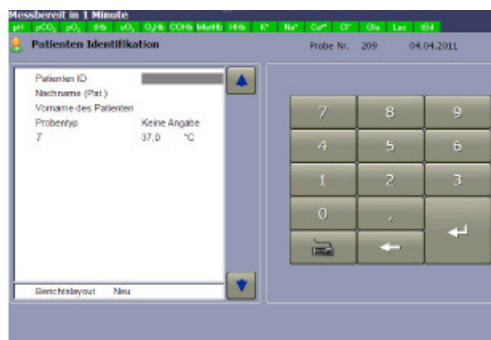 Messbereit in 1 Minute
pH pCO₂ pO₂ tHb sO₂ O₂Hb COHb MetHb HHb K⁺ Na⁺ Ca²⁺ Cl⁻ Glu Lac tBil
Patienten Identifikation Probe Nr. 209 04.04.2011
Patienten ID
Nachname (Pat.)
Vorname des Patienten
Probentyp Keine Angabe
T 37,0 °C
Berichtslayout Neu
7 8 9
4 5 6
1 2 3
0 ,